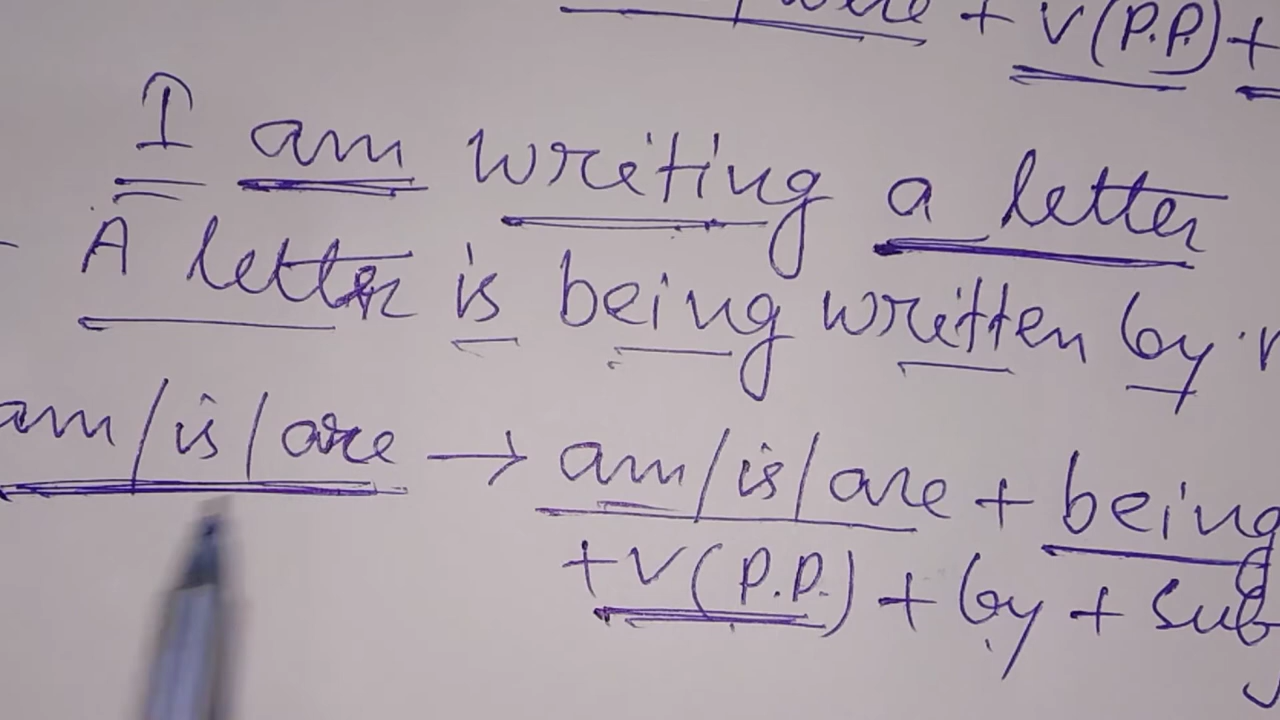 + V (P.P.) +
I am writing a letter
A letter is being written by
am/is/are → am/is/are + being
+ V (P.P.) + by + sub